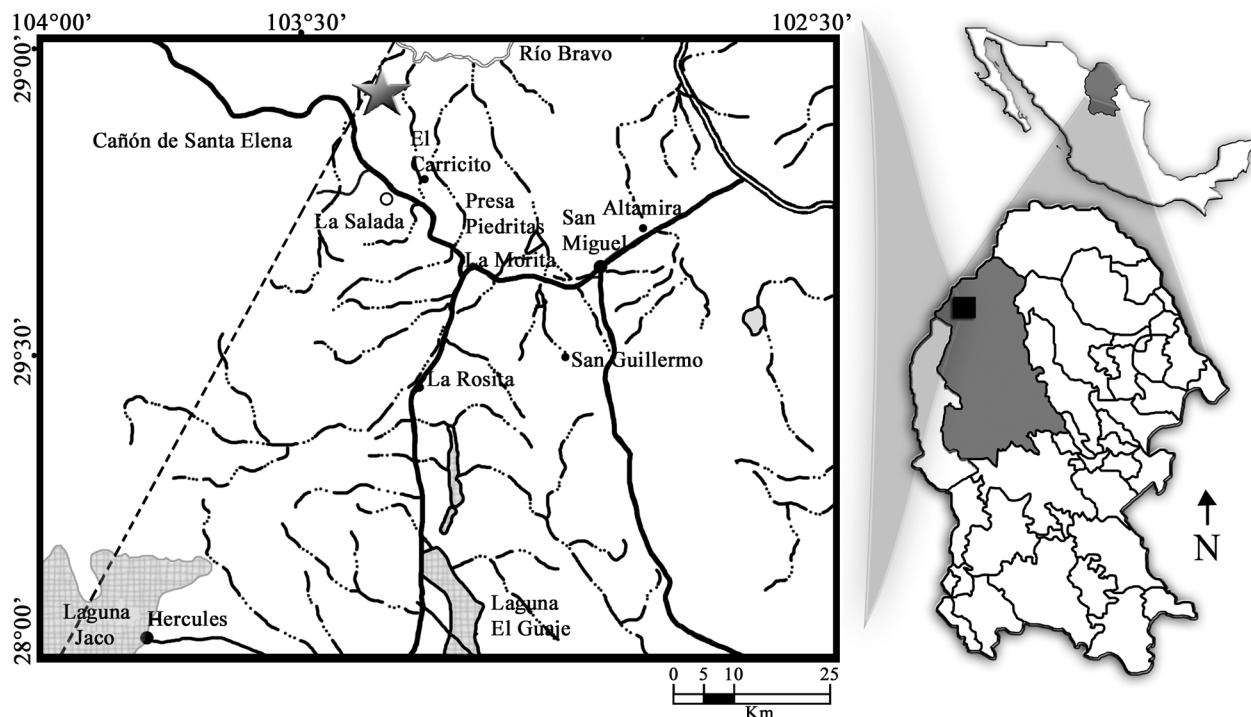 104°00’
103°30’
102°30’
29°00’
Río Bravo
Cañón de Santa Elena
El
Carricito
La Salada
Presa
Piedritas
San
Miguel
Altamira
La Morita
29°30’
San Guillermo
La Rosita
Laguna
Jaco
Hercules
Laguna
El Guaje
28°00’
N
0 5 10 25
Km